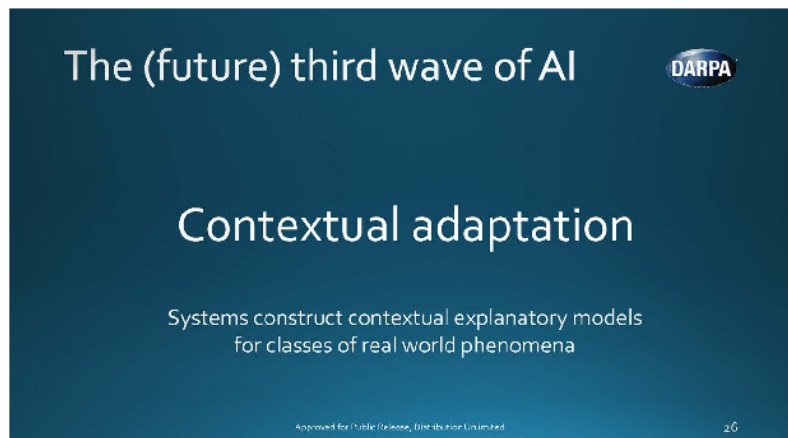 The (future) third wave of AI
DARPA
Contextual adaptation
Systems construct contextual explanatory models
for classes of real world phenomena
Approved for Public Release, Distribution Unlimited
26